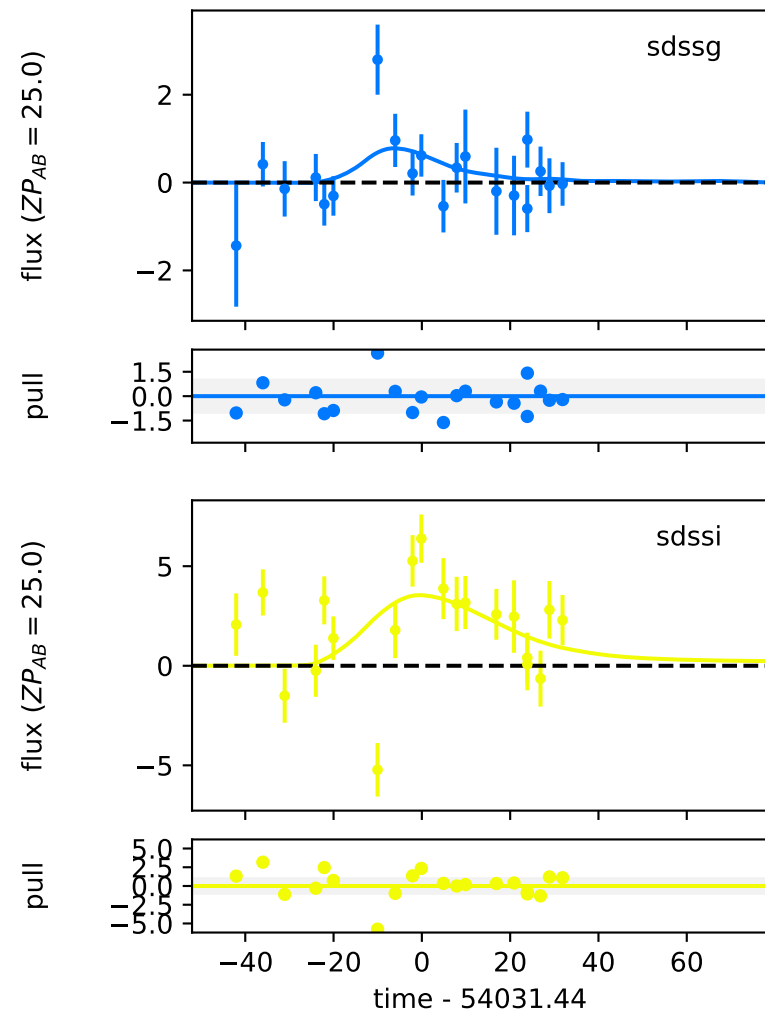 sdssg
flux (ZP_AB = 25.0)
2
0
−2
pull
1.5
0.0
−1.5
sdssi
flux (ZP_AB = 25.0)
5
0
−5
pull
5.0
2.5
0.0
−2.5
−5.0
−40 −20 0 20 40 60
time - 54031.44